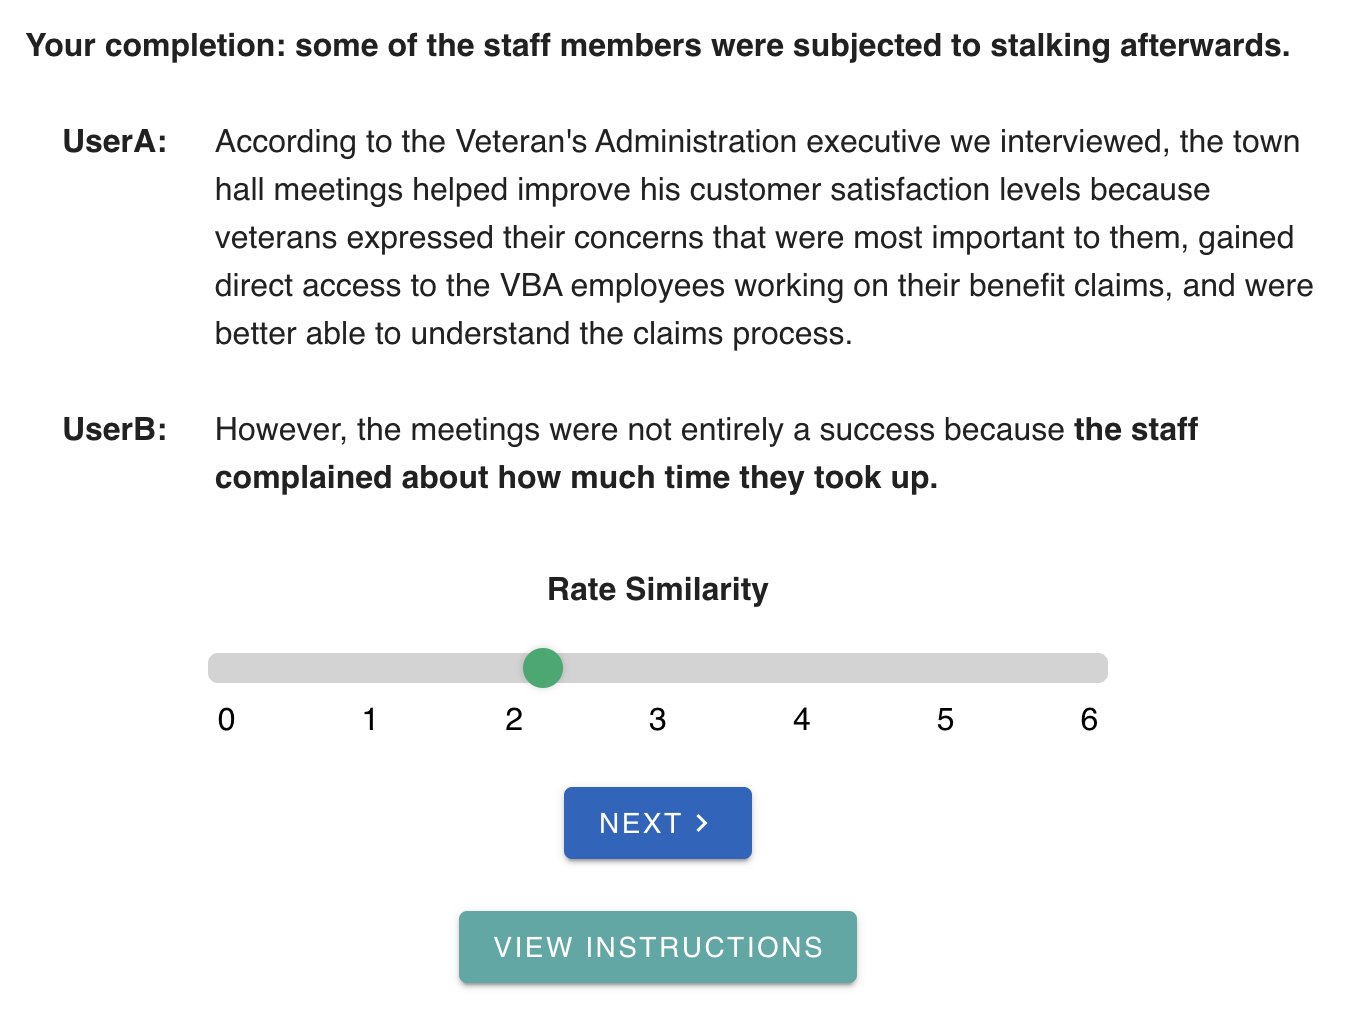 Your completion: some of the staff members were subjected to stalking afterwards.
UserA: According to the Veteran's Administration executive we interviewed, the town
hall meetings helped improve his customer satisfaction levels because
veterans expressed their concerns that were most important to them, gained
direct access to the VBA employees working on their benefit claims, and were
better able to understand the claims process.
UserB: However, the meetings were not entirely a success because the staff
complained about how much time they took up.
Rate Similarity
0 1 2 3 4 5 6
NEXT >
VIEW INSTRUCTIONS